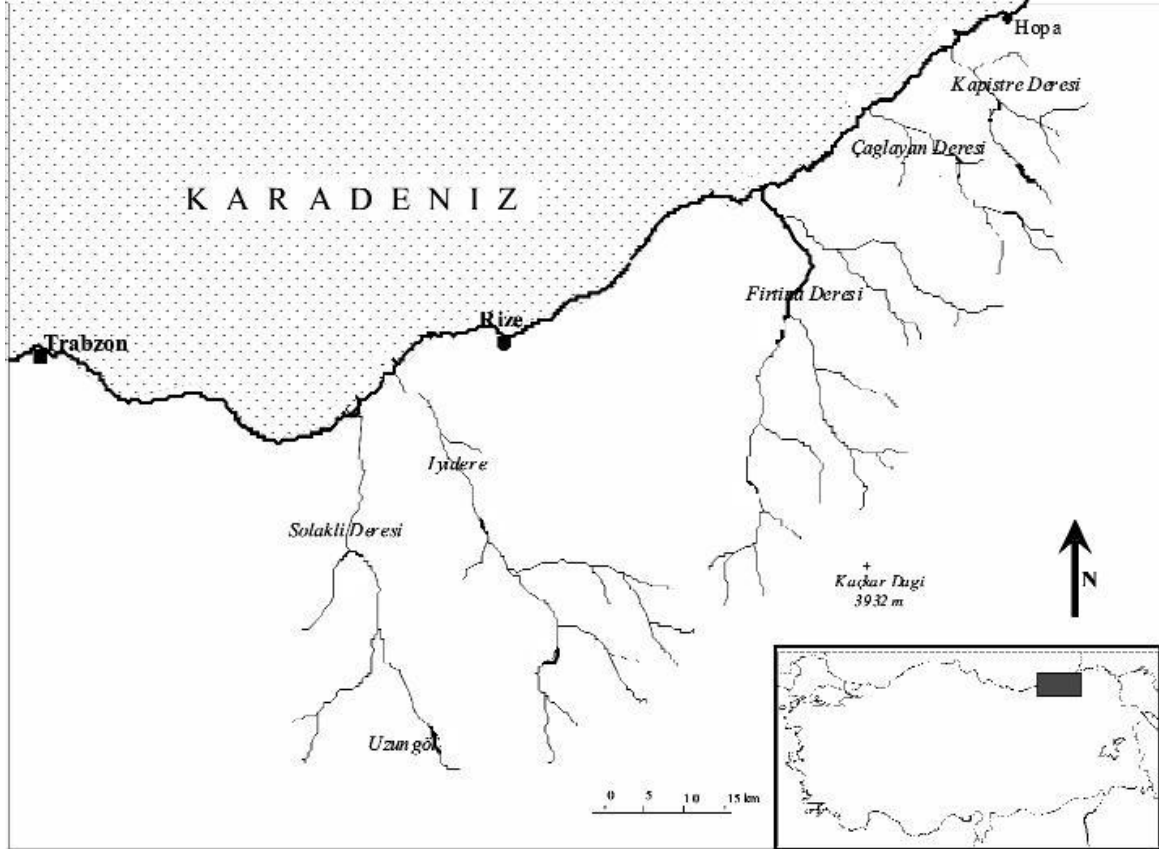 Hopa
Kapistre Deresi
Çaglayan Deresi
KARADENIZ
Firtina Deresi
Rize
Trabzon
Iyidere
Solakli Deresi
Kaçkar Dagi
3932 m
N
Uzungöl
0 5 10 15 km